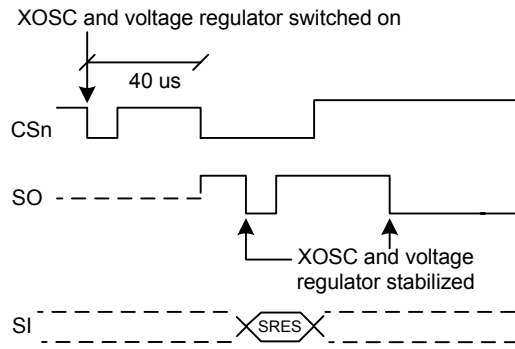 XOSC and voltage regulator switched on
40 us
CSn
SO
XOSC and voltage
regulator stabilized
SI
SRES